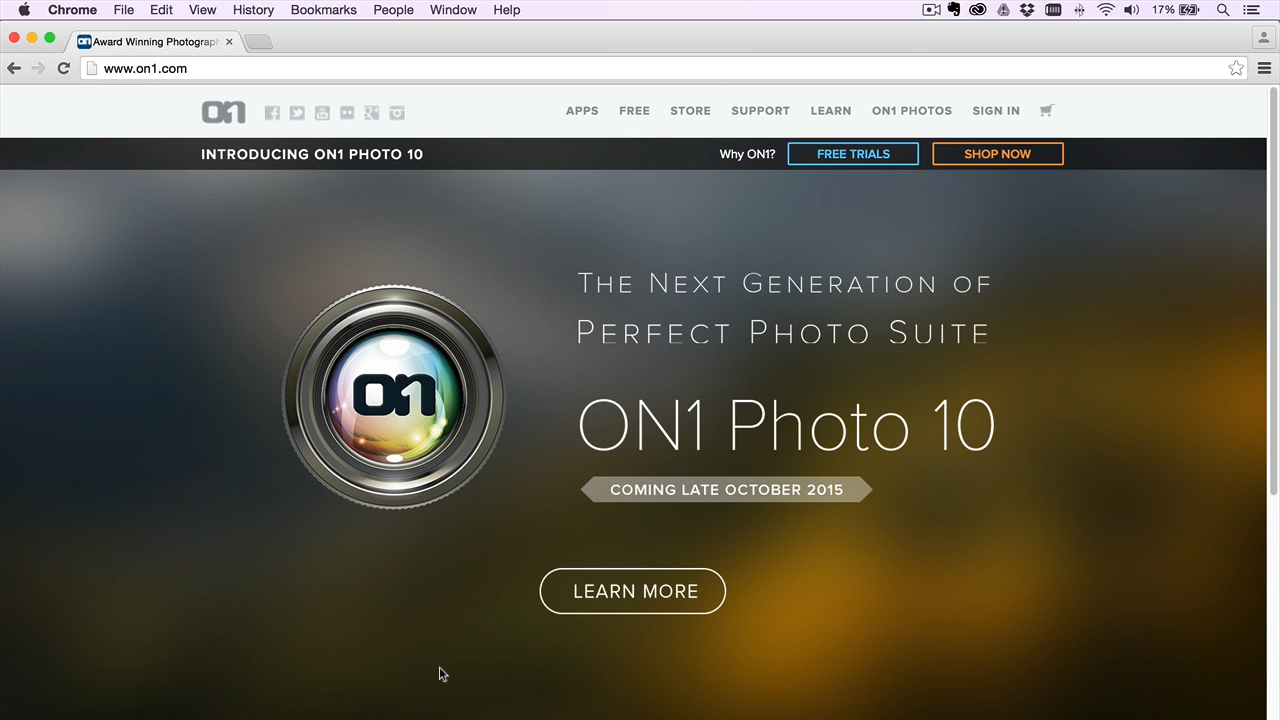 Chrome File Edit View History Bookmarks People Window Help 17%
Award Winning Photograph
www.on1.com
on1 APPS FREE STORE SUPPORT LEARN ON1 PHOTOS SIGN IN
INTRODUCING ON1 PHOTO 10 Why ON1? FREE TRIALS SHOP NOW
THE NEXT GENERATION OF
PERFECT PHOTO SUITE
on1
ON1 Photo 10
COMING LATE OCTOBER 2015
LEARN MORE